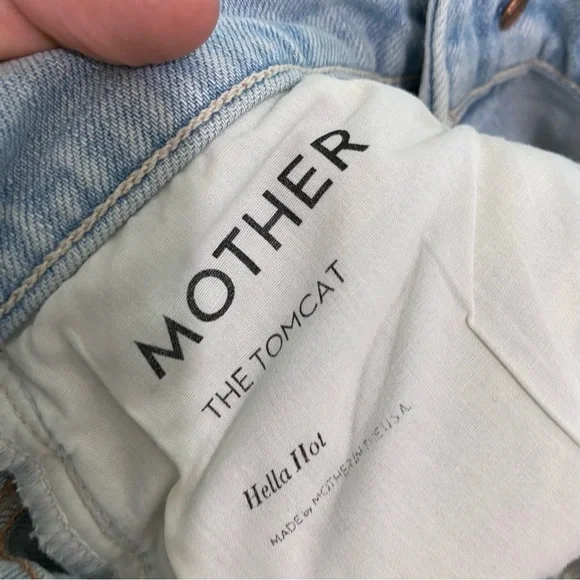 MOTHER
THE TOMCAT
Hella Hot
MADE by MOTHER IN THE U.S.A.